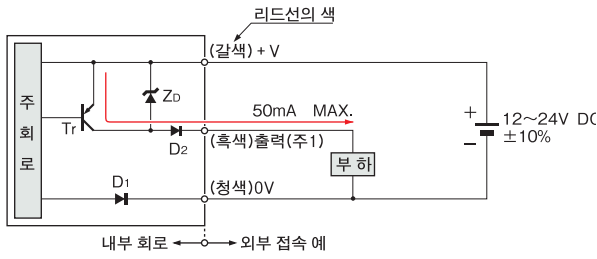 리드선의 색
(갈색)+V
주회로
ZD
50mA MAX.
Tr
D2
(흑색)출력(주1)
12~24V DC
±10%
부하
D1
(청색)0V
내부 회로
외부 접속 예